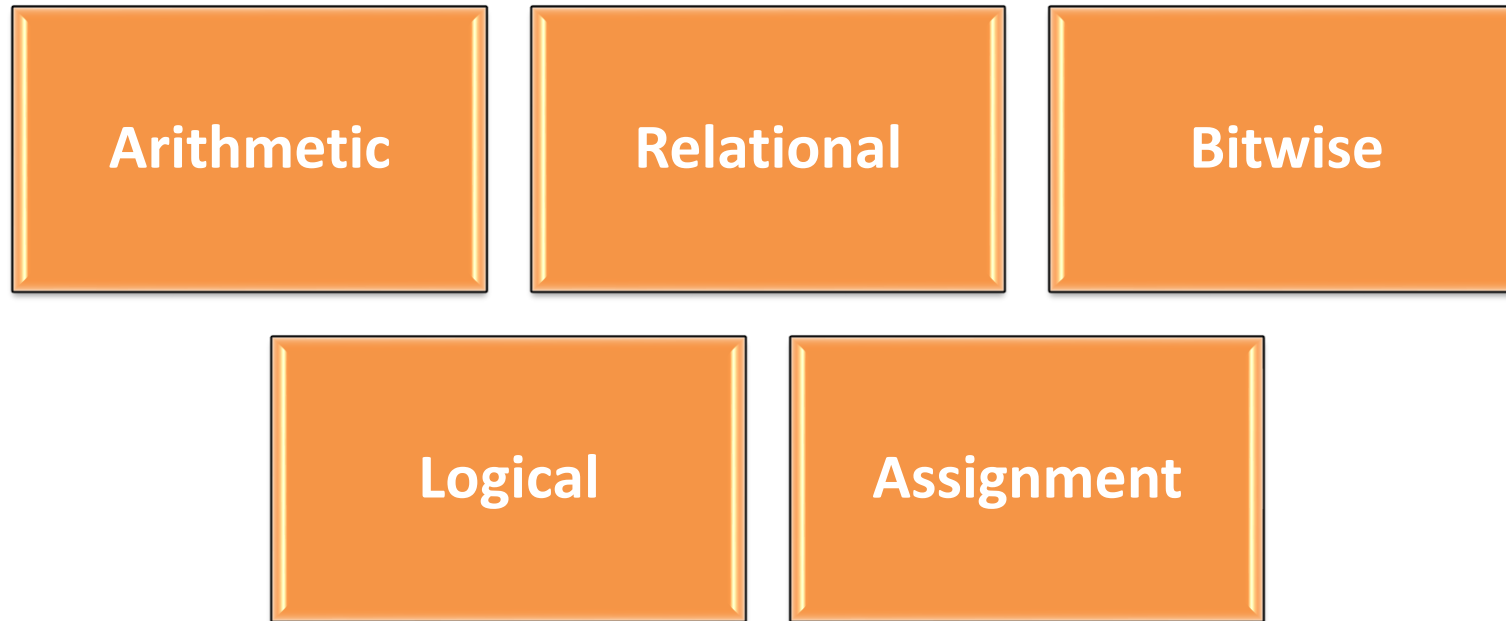 Arithmetic
Relational
Bitwise
Logical
Assignment